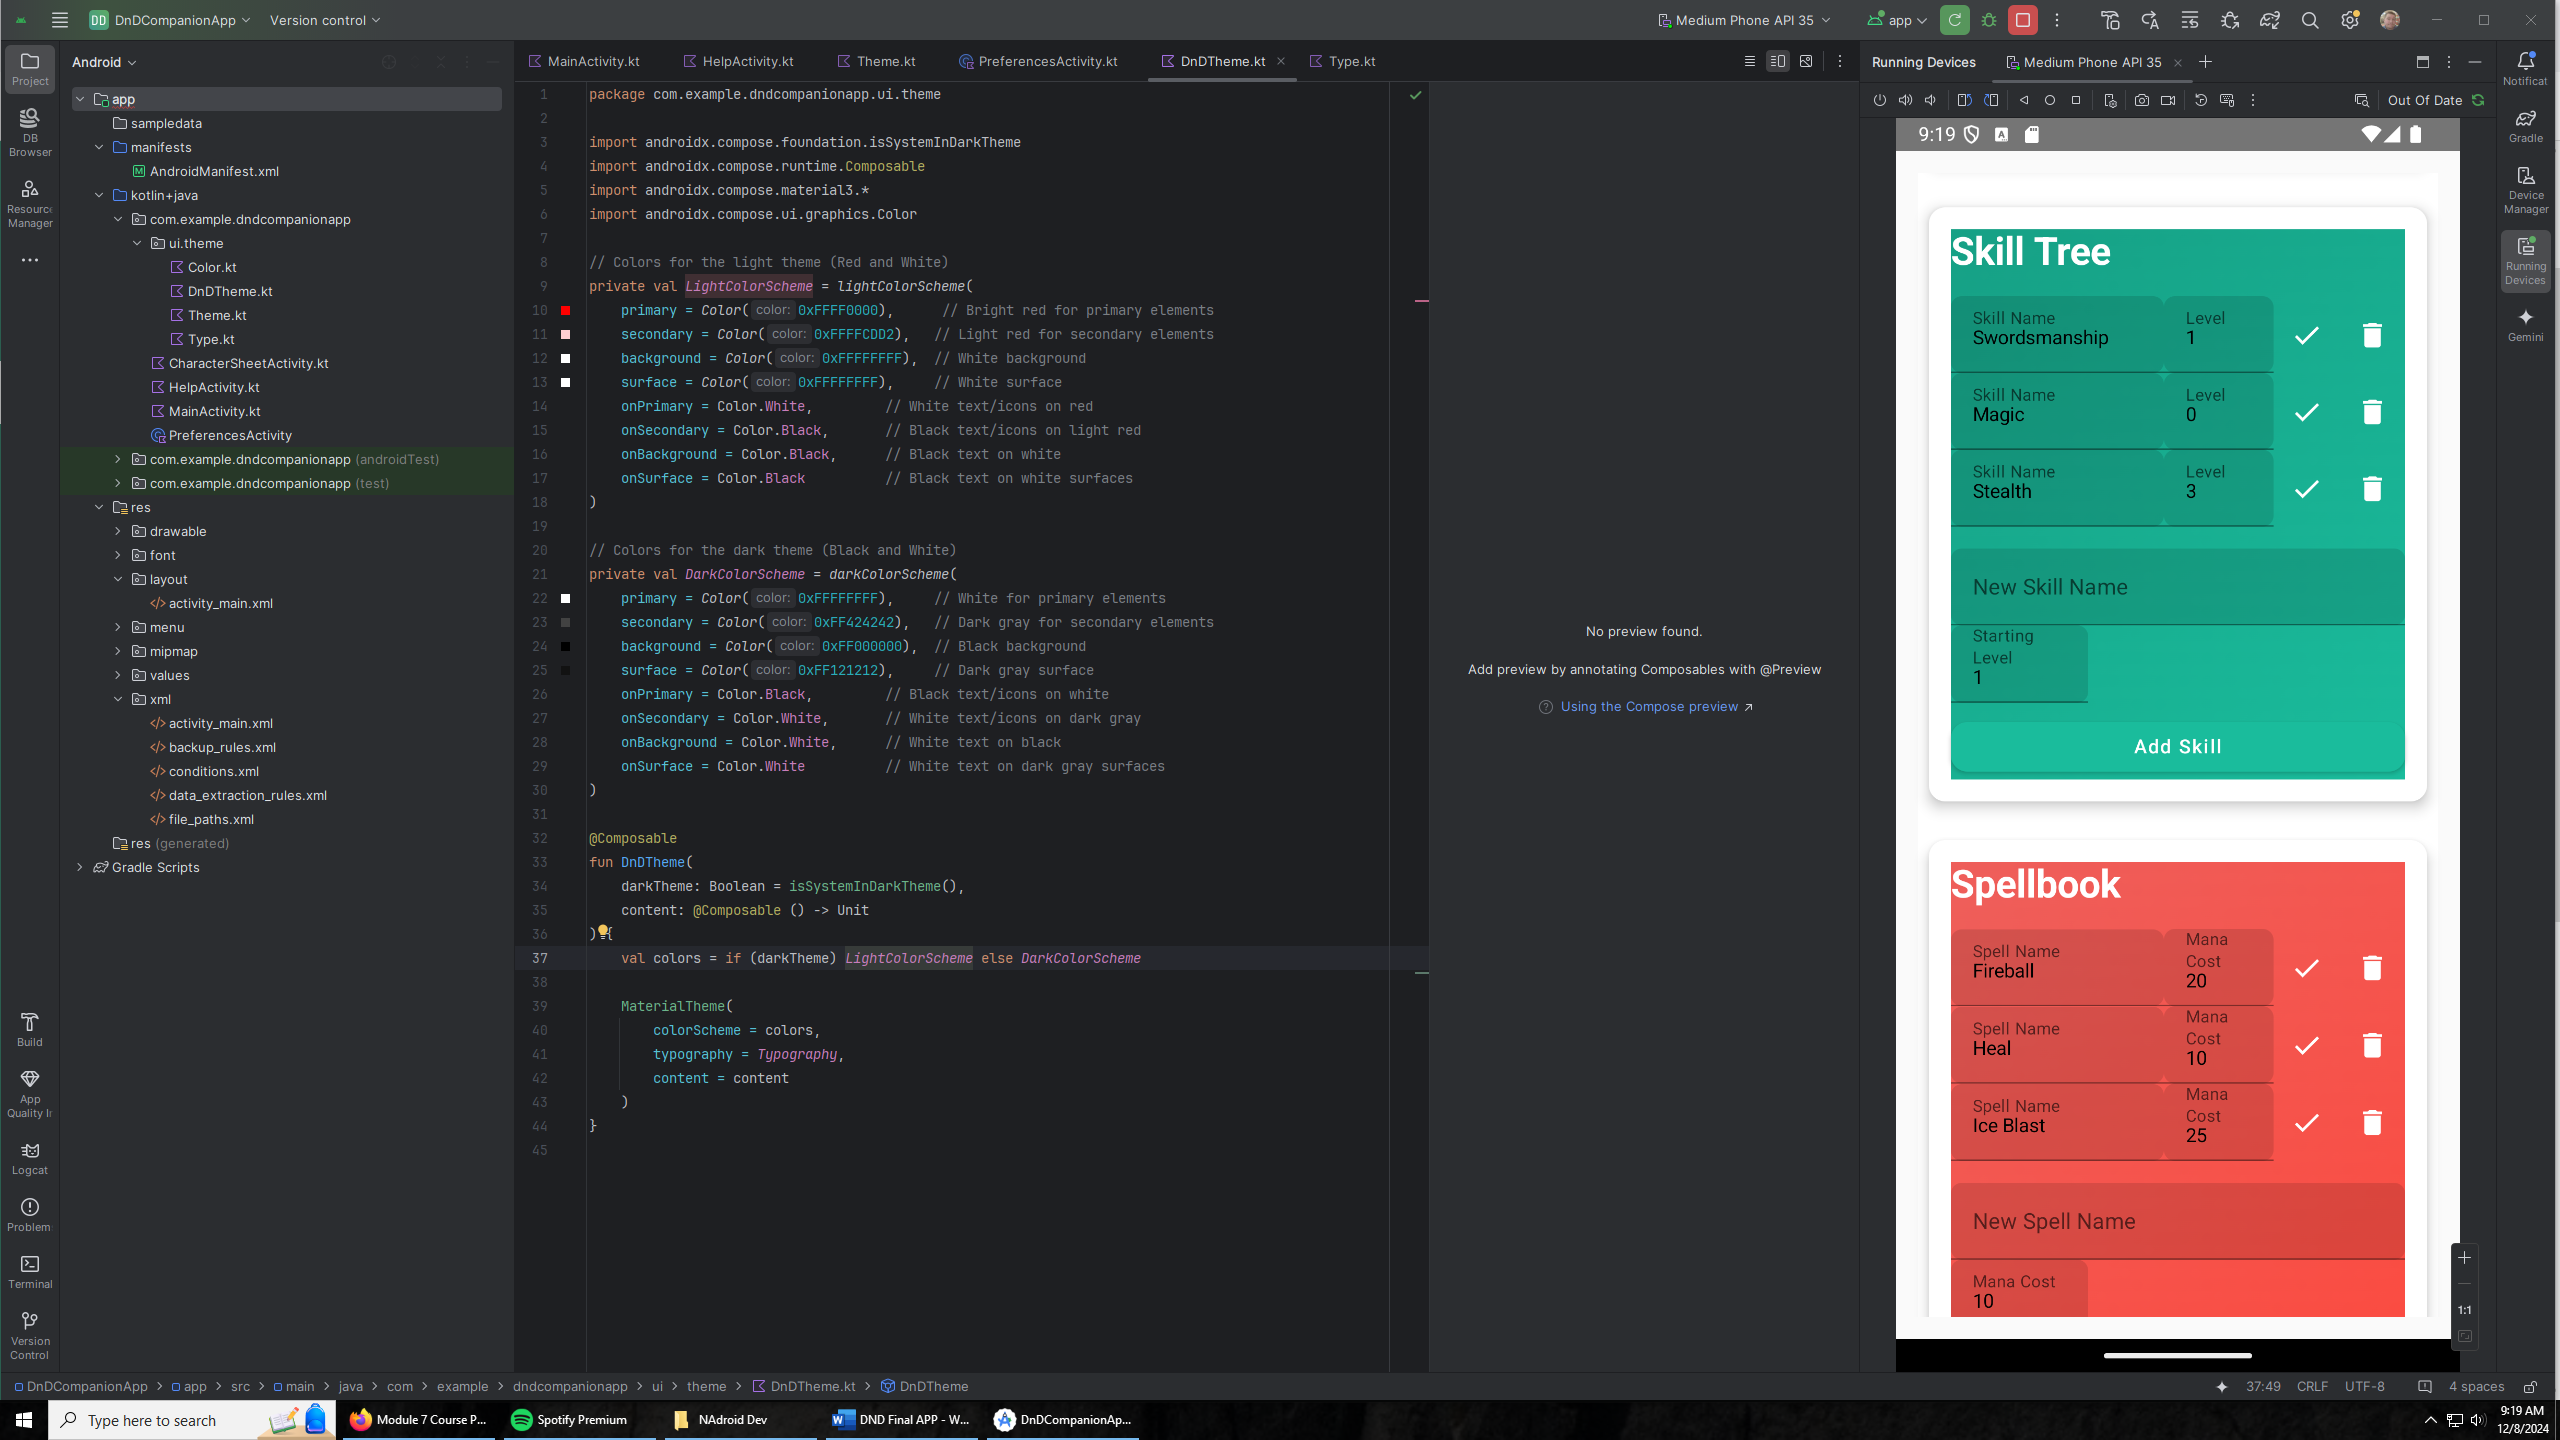 DD DnDCompanionApp Version control Medium Phone API 35 app
Project
DB Browser
Resource Manager
Android
app
sampledata
manifests
AndroidManifest.xml
kotlin+java
com.example.dndcompanionapp
ui.theme
Color.kt
DnDTheme.kt
Theme.kt
Type.kt
CharacterSheetActivity.kt
HelpActivity.kt
MainActivity.kt
PreferencesActivity
com.example.dndcompanionapp (androidTest)
com.example.dndcompanionapp (test)
res
drawable
font
layout
activity_main.xml
menu
mipmap
values
xml
activity_main.xml
backup_rules.xml
conditions.xml
data_extraction_rules.xml
file_paths.xml
res (generated)
Gradle Scripts
Build
App Quality In
Logcat
Problem
Terminal
Version Control
MainActivity.kt HelpActivity.kt Theme.kt PreferencesActivity.kt DnDTheme.kt Type.kt
1 package com.example.dndcompanionapp.ui.theme
2
3 import androidx.compose.foundation.isSystemInDarkTheme
4 import androidx.compose.runtime.Composable
5 import androidx.compose.material3.*
6 import androidx.compose.ui.graphics.Color
7
8 // Colors for the light theme (Red and White)
9 private val LightColorScheme = lightColorScheme(
10 primary = Color( color: 0xFFFF0000), // Bright red for primary elements
11 secondary = Color( color: 0xFFFFCDD2), // Light red for secondary elements
12 background = Color( color: 0xFFFFFFFF), // White background
13 surface = Color( color: 0xFFFFFFFF), // White surface
14 onPrimary = Color.White, // White text/icons on red
15 onSecondary = Color.Black, // Black text/icons on light red
16 onBackground = Color.Black, // Black text on white
17 onSurface = Color.Black // Black text on white surfaces
18 )
19
20 // Colors for the dark theme (Black and White)
21 private val DarkColorScheme = darkColorScheme(
22 primary = Color( color: 0xFFFFFFFF), // White for primary elements
23 secondary = Color( color: 0xFF424242), // Dark gray for secondary elements
24 background = Color( color: 0xFF000000), // Black background
25 surface = Color( color: 0xFF121212), // Dark gray surface
26 onPrimary = Color.Black, // Black text/icons on white
27 onSecondary = Color.White, // White text/icons on dark gray
28 onBackground = Color.White, // White text on black
29 onSurface = Color.White // White text on dark gray surfaces
30 )
31
32 @Composable
33 fun DnDTheme(
34 darkTheme: Boolean = isSystemInDarkTheme(),
35 content: @Composable () -> Unit
36 ) {
37 val colors = if (darkTheme) LightColorScheme else DarkColorScheme
38
39 MaterialTheme(
40 colorScheme = colors,
41 typography = Typography,
42 content = content
43 )
44 }
45
No preview found.
Add preview by annotating Composables with @Preview
Using the Compose preview ↗
Running Devices Medium Phone API 35
Out Of Date
9:19 A
Skill Tree
Skill Name Level
Swordsmanship 1
Skill Name Level
Magic 0
Skill Name Level
Stealth 3
New Skill Name
Starting
Level
1
Add Skill
Spellbook
Spell Name Mana Cost
Fireball 20
Spell Name Mana Cost
Heal 10
Spell Name Mana Cost
Ice Blast 25
New Spell Name
Mana Cost
10
1:1
Notificat
Gradle
Device Manager
Running Devices
Gemini
DnDCompanionApp > app > src > main > java > com > example > dndcompanionapp > ui > theme > DnDTheme.kt > DnDTheme
37:49 CRLF UTF-8 4 spaces
Type here to search
Module 7 Course P...
Spotify Premium
NAdroid Dev
DND Final APP - W...
DnDCompanionAp...
9:19 AM
12/8/2024